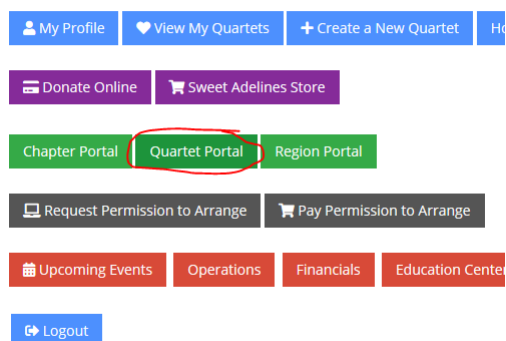 My Profile View My Quartets Create a New Quartet
Donate Online Sweet Adelines Store
Chapter Portal Quartet Portal Region Portal
Request Permission to Arrange Pay Permission to Arrange
Upcoming Events Operations Financials Education Center
Logout